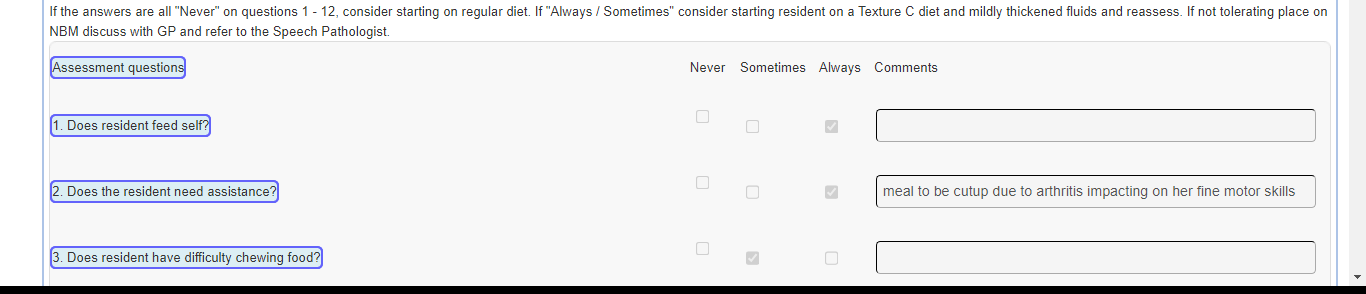 If the answers are all "Never" on questions 1 - 12, consider starting on regular diet. If "Always / Sometimes" consider starting resident on a Texture C diet and mildly thickened fluids and reassess. If not tolerating place on
NBM discuss with GP and refer to the Speech Pathologist.
Assessment questions Never Sometimes Always Comments
1. Does resident feed self?
2. Does the resident need assistance? meal to be cutup due to arthritis impacting on her fine motor skills
3. Does resident have difficulty chewing food?